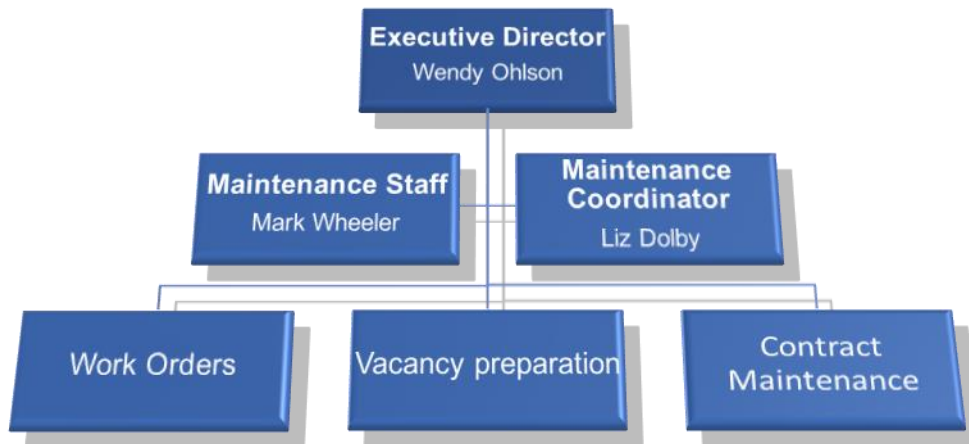 Executive Director
Wendy Ohlson
Maintenance Staff
Mark Wheeler
Maintenance
Coordinator
Liz Dolby
Work Orders
Vacancy preparation
Contract
Maintenance